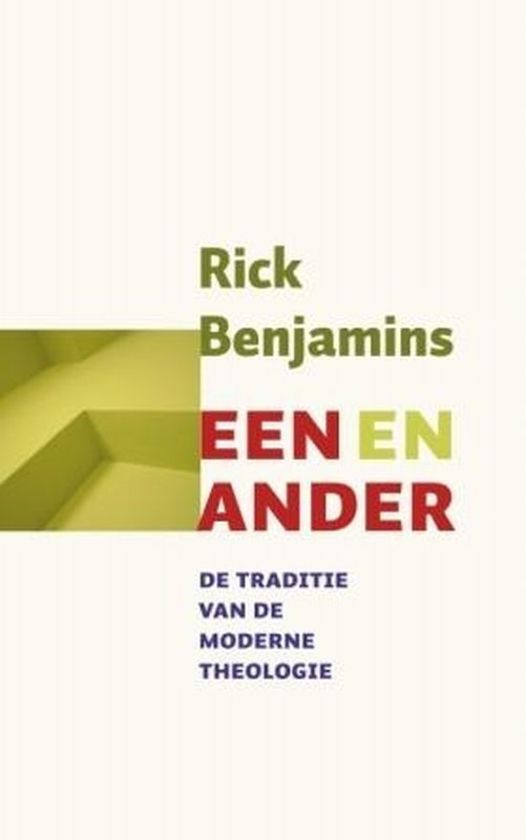 Rick
Benjamins
EEN EN
ANDER
DE TRADITIE
VAN DE
MODERNE
THEOLOGIE